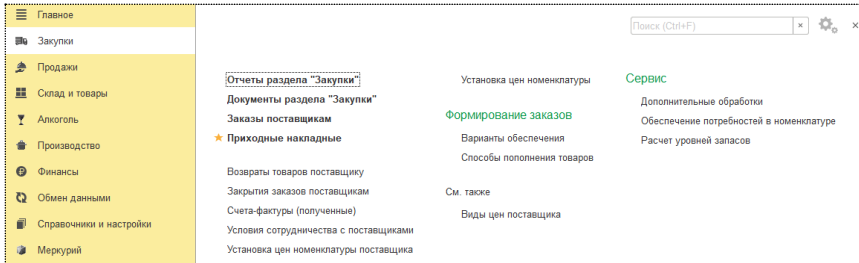 Главное
Закупки
Продажи
Склад и товары
Алкоголь
Производство
Финансы
Обмен данными
Справочники и настройки
Меркурий
Поиск (Ctrl+F)
Отчеты раздела "Закупки"
Документы раздела "Закупки"
Заказы поставщикам
Приходные накладные
Возвраты товаров поставщику
Закрытия заказов поставщикам
Счета-фактуры (полученные)
Условия сотрудничества с поставщиками
Установка цен номенклатуры поставщика
Установка цен номенклатуры
Формирование заказов
Варианты обеспечения
Способы пополнения товаров
См. также
Виды цен поставщика
Сервис
Дополнительные обработки
Обеспечение потребностей в номенклатуре
Расчет уровней запасов